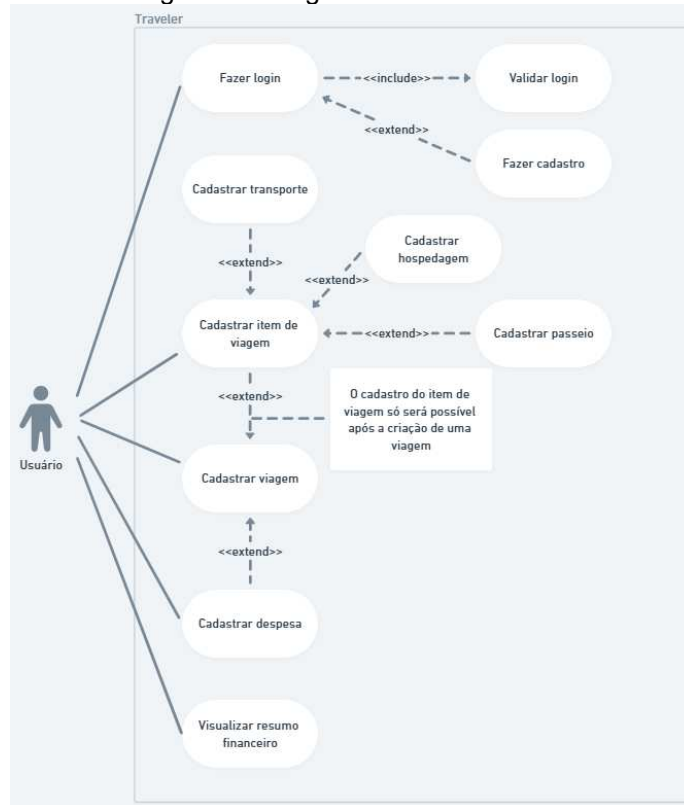 Traveler
Fazer login
<<include>>
Validar login
<<extend>>
Fazer cadastro
Cadastrar transporte
Cadastrar
hospedagem
<<extend>>
<<extend>>
Cadastrar item de
viagem
<<extend>>
Cadastrar passeio
<<extend>>
O cadastro do item de
viagem só será possível
após a criação de uma
viagem
Usuário
Cadastrar viagem
<<extend>>
Cadastrar despesa
Visualizar resumo
financeiro